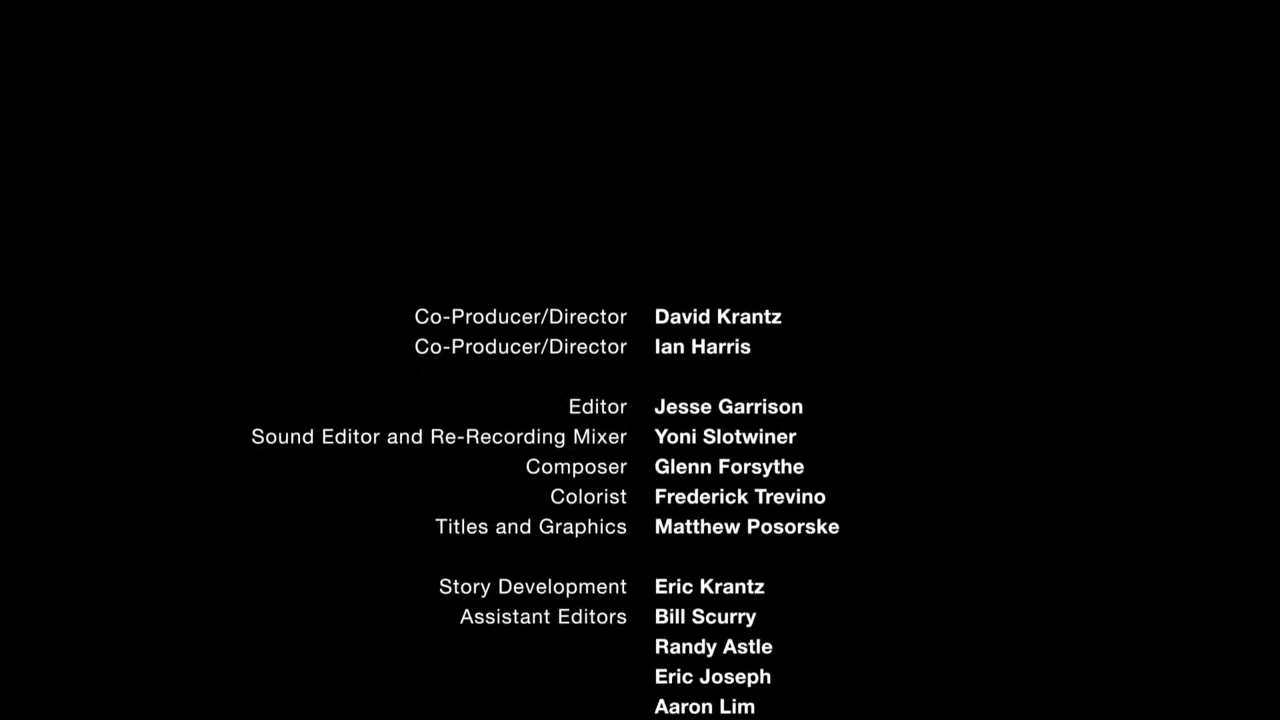 Co-Producer/Director David Krantz
Co-Producer/Director Ian Harris
Editor Jesse Garrison
Sound Editor and Re-Recording Mixer Yoni Slotwiner
Composer Glenn Forsythe
Colorist Frederick Trevino
Titles and Graphics Matthew Posorske
Story Development Eric Krantz
Assistant Editors Bill Scurry
Randy Astle
Eric Joseph
Aaron Lim